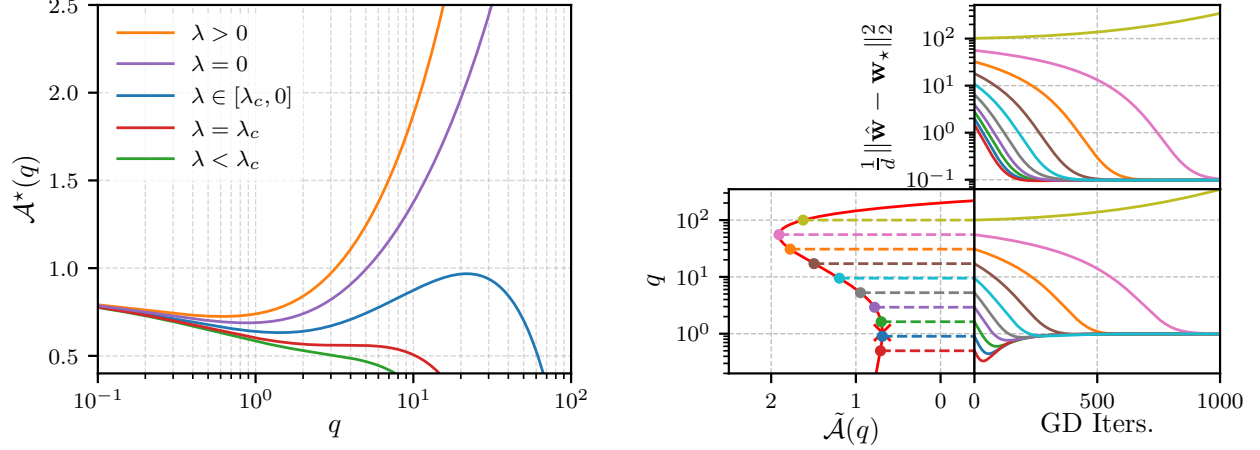 2.5
2.0
1.5
1.0
0.5
𝒜⋆(q)
λ > 0
λ = 0
λ ∈ [λ_c, 0]
λ = λ_c
λ < λ_c
10^{-1} 10^0 10^1 10^2
q
1/d ||ŵ − w⋆||_2^2
10^2
10^1
10^0
10^{-1}
q
10^2
10^1
10^0
2 1 0
𝒜̃(q)
0 500 1000
GD Iters.